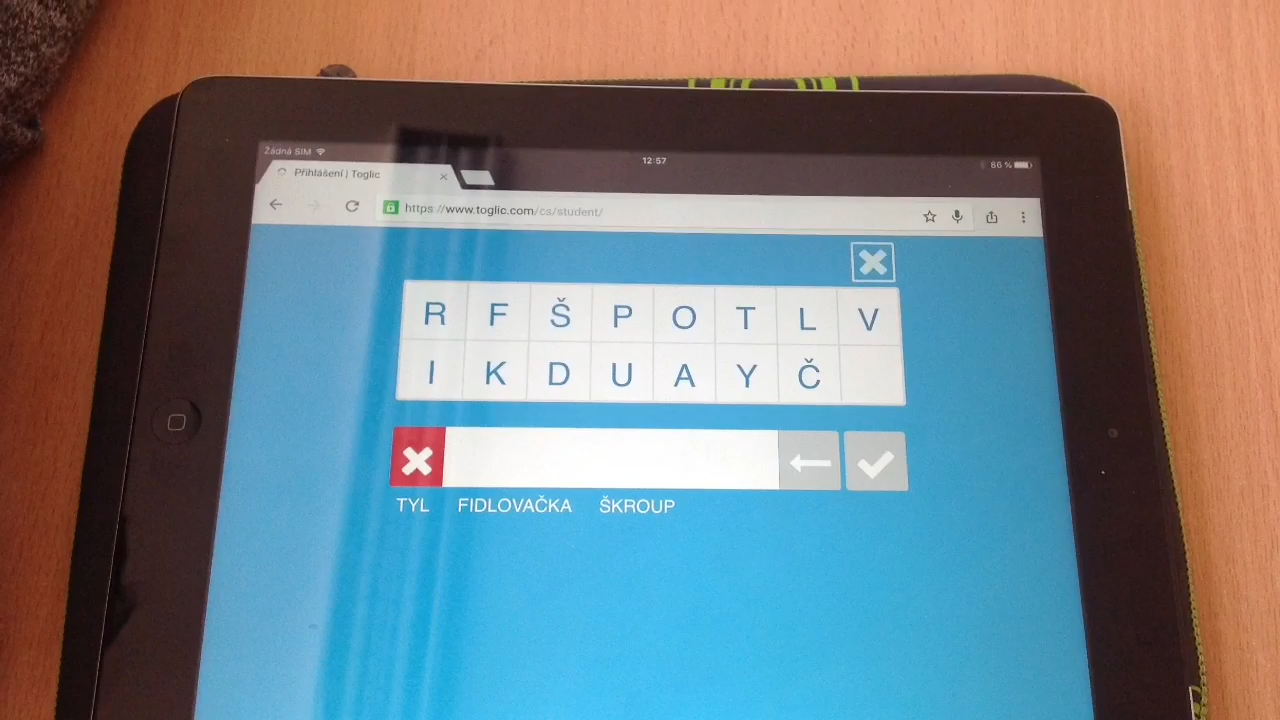 Žádná SIM 12:57 86 %
Přihlášení | Toglic
https://www.toglic.com/cs/student/
R F Š P O T L V
I K D U A Y Č
TYL FIDLOVAČKA ŠKROUP